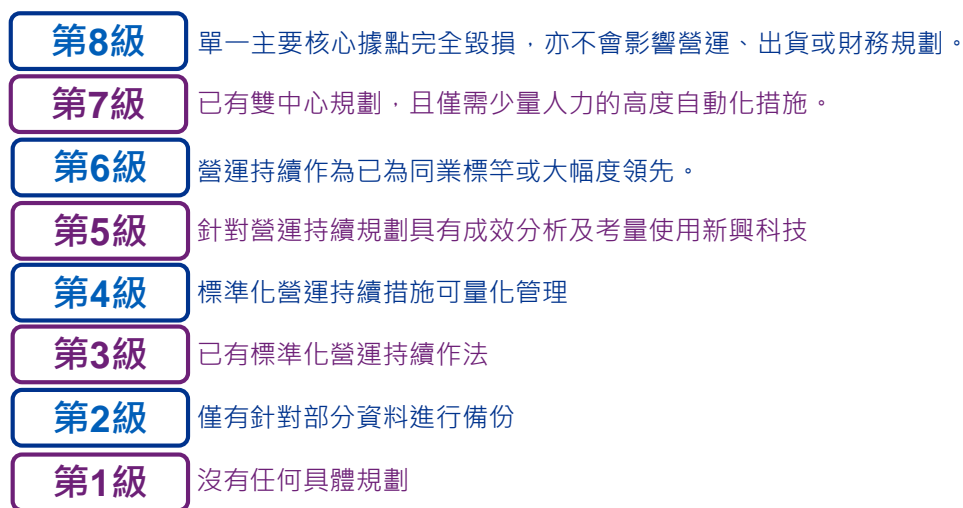 第8級 單一主要核心據點完全毀損，亦不會影響營運、出貨或財務規劃。
第7級 已有雙中心規劃，且僅需少量人力的高度自動化措施。
第6級 營運持續作為已為同業標竿或大幅度領先。
第5級 針對營運持續規劃具有成效分析及考量使用新興科技
第4級 標準化營運持續措施可量化管理
第3級 已有標準化營運持續作法
第2級 僅有針對部分資料進行備份
第1級 沒有任何具體規劃